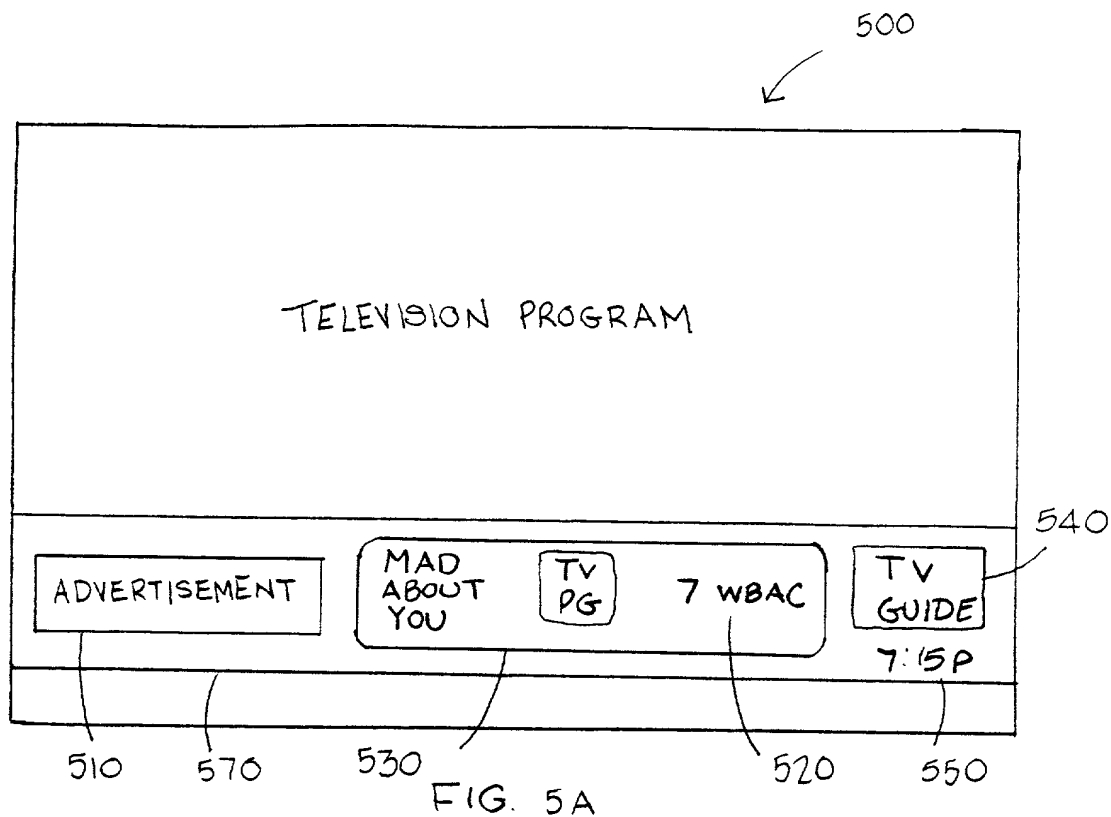 500
TELEVISION PROGRAM
540
ADVERTISEMENT
MAD
ABOUT
YOU
TV
PG
7 WBAC
TV
GUIDE
7:15P
510
570
530
520
550
FIG. 5A